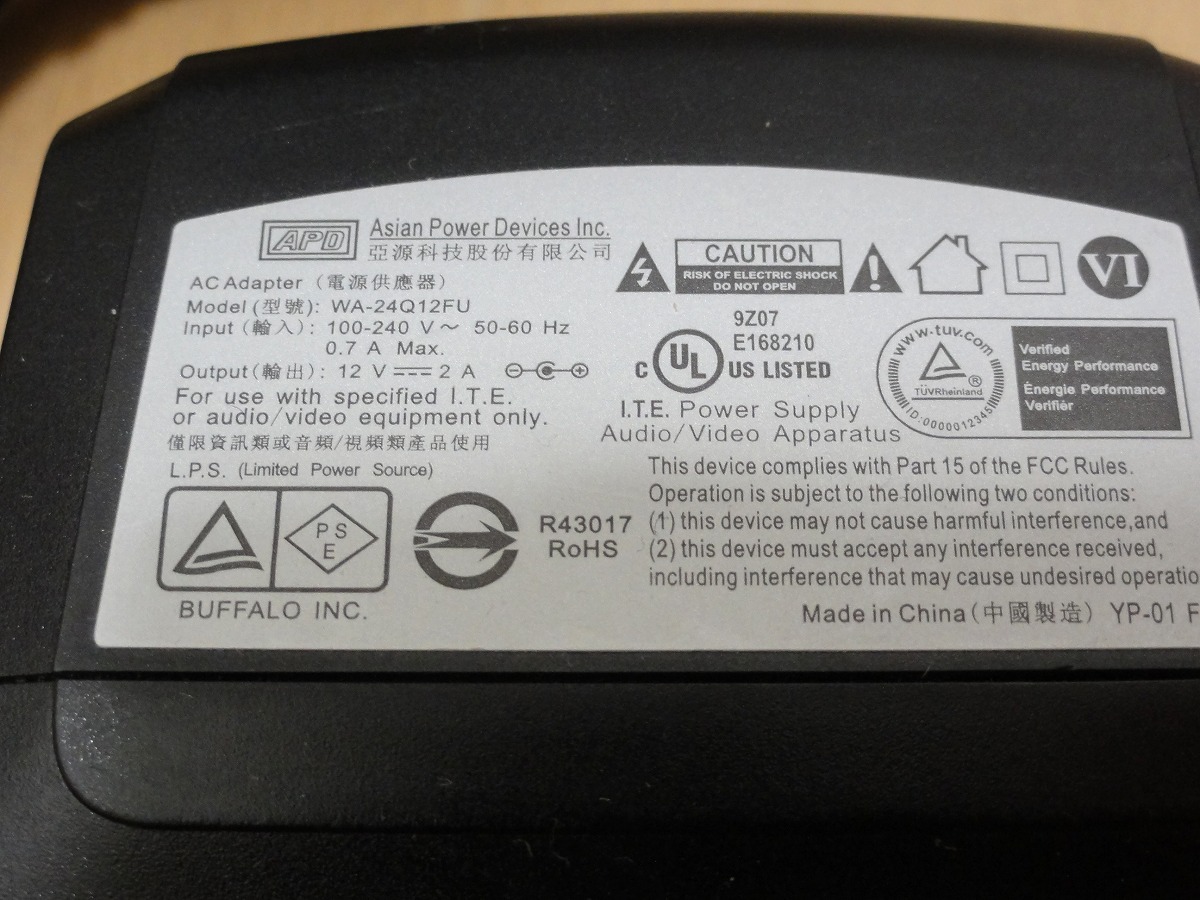 APD
Asian Power Devices Inc.
亞源科技股份有限公司
AC Adapter (電源供應器)
Model (型號): WA-24Q12FU
Input (輸入): 100-240 V～ 50-60 Hz
0.7 A Max.
Output(輸出): 12 V⎓2 A
For use with specified I.T.E.
or audio/video equipment only.
僅限資訊類或音頻/視頻類產品使用
L.P.S. (Limited Power Source)
PS
E
BUFFALO INC.
R43017
RoHS
CAUTION
RISK OF ELECTRIC SHOCK
DO NOT OPEN
VI
9Z07
E168210
C UL US LISTED
I.T.E. Power Supply
Audio/Video Apparatus
www.tuv.com
TÜVRheinland ®
ID:0000012345
Verified
Energy Performance
Énergie Performance
Verifiér
This device complies with Part 15 of the FCC Rules.
Operation is subject to the following two conditions:
(1) this device may not cause harmful interference,and
(2) this device must accept any interference received,
including interference that may cause undesired operatio
Made in China(中國製造) YP-01 F